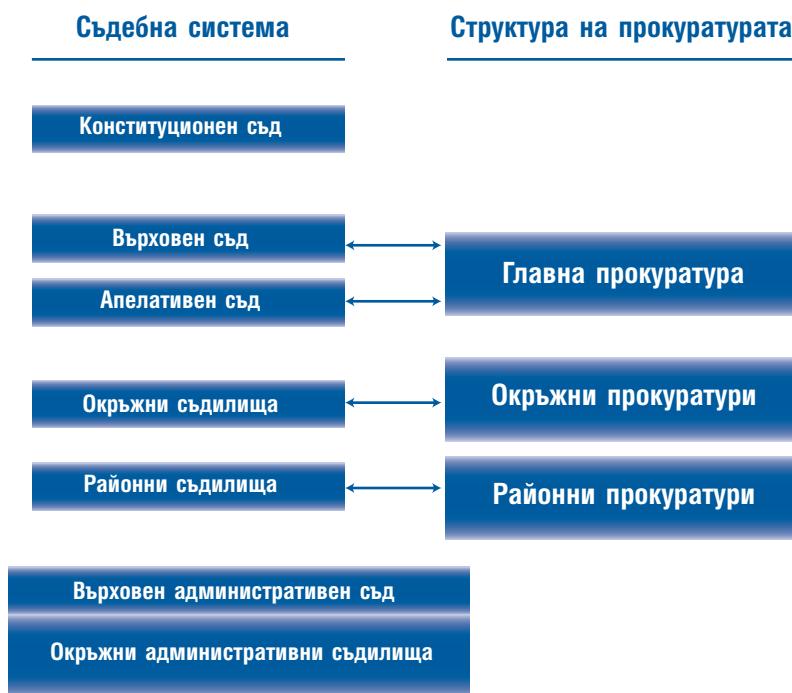 Съдебна система
Структура на прокуратурата
Конституционен съд
Върховен съд
Главна прокуратура
Апелативен съд
Окръжни прокуратури
Окръжни съдилища
Районни съдилища
Районни прокуратури
Върховен административен съд
Окръжни административни съдилища